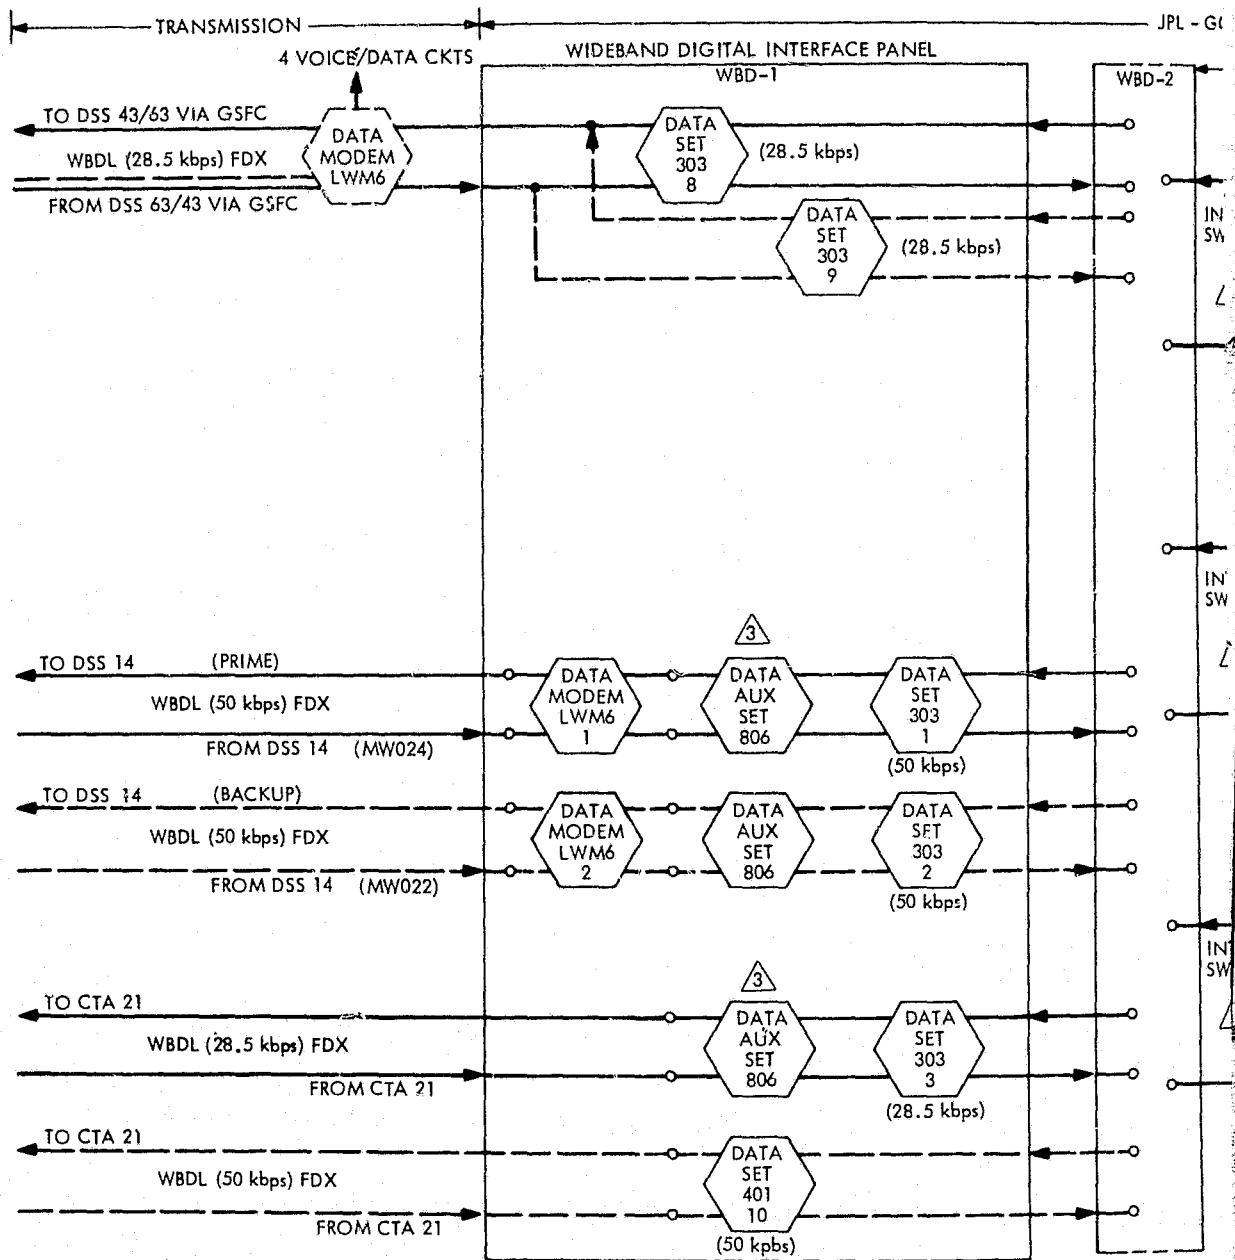 TRANSMISSION
JPL - G
4 VOICE/DATA CKTS
WIDEBAND DIGITAL INTERFACE PANEL
WBD-1
WBD-2
TO DSS 43/63 VIA GSFC
WBDL (28.5 kbps) FDX
FROM DSS 63/43 VIA GSFC
DATA
MODEM
LWM6
DATA
SET
303
8
(28.5 kbps)
DATA
SET
303
9
(28.5 kbps)
IN
SW
IN
SW
3
TO DSS 14 (PRIME)
WBDL (50 kbps) FDX
FROM DSS 14 (MW024)
DATA
MODEM
LWM6
1
DATA
AUX
SET
806
DATA
SET
303
1
(50 kbps)
TO DSS 14 (BACKUP)
WBDL (50 kbps) FDX
FROM DSS 14 (MW022)
DATA
MODEM
LWM6
2
DATA
AUX
SET
806
DATA
SET
303
2
(50 kbps)
IN
SW
3
TO CTA 21
WBDL (28.5 kbps) FDX
FROM CTA 21
DATA
AUX
SET
806
DATA
SET
303
3
(28.5 kbps)
TO CTA 21
WBDL (50 kbps) FDX
FROM CTA 21
DATA
SET
401
10
(50 kpbs)